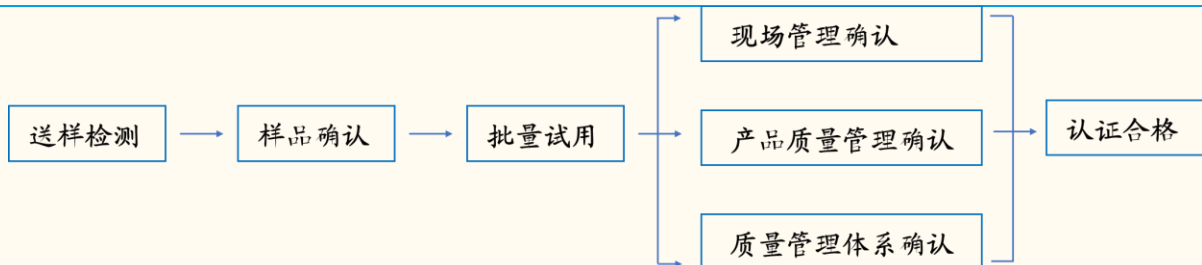 现场管理确认
送样检测
样品确认
批量试用
产品质量管理确认
认证合格
质量管理体系确认